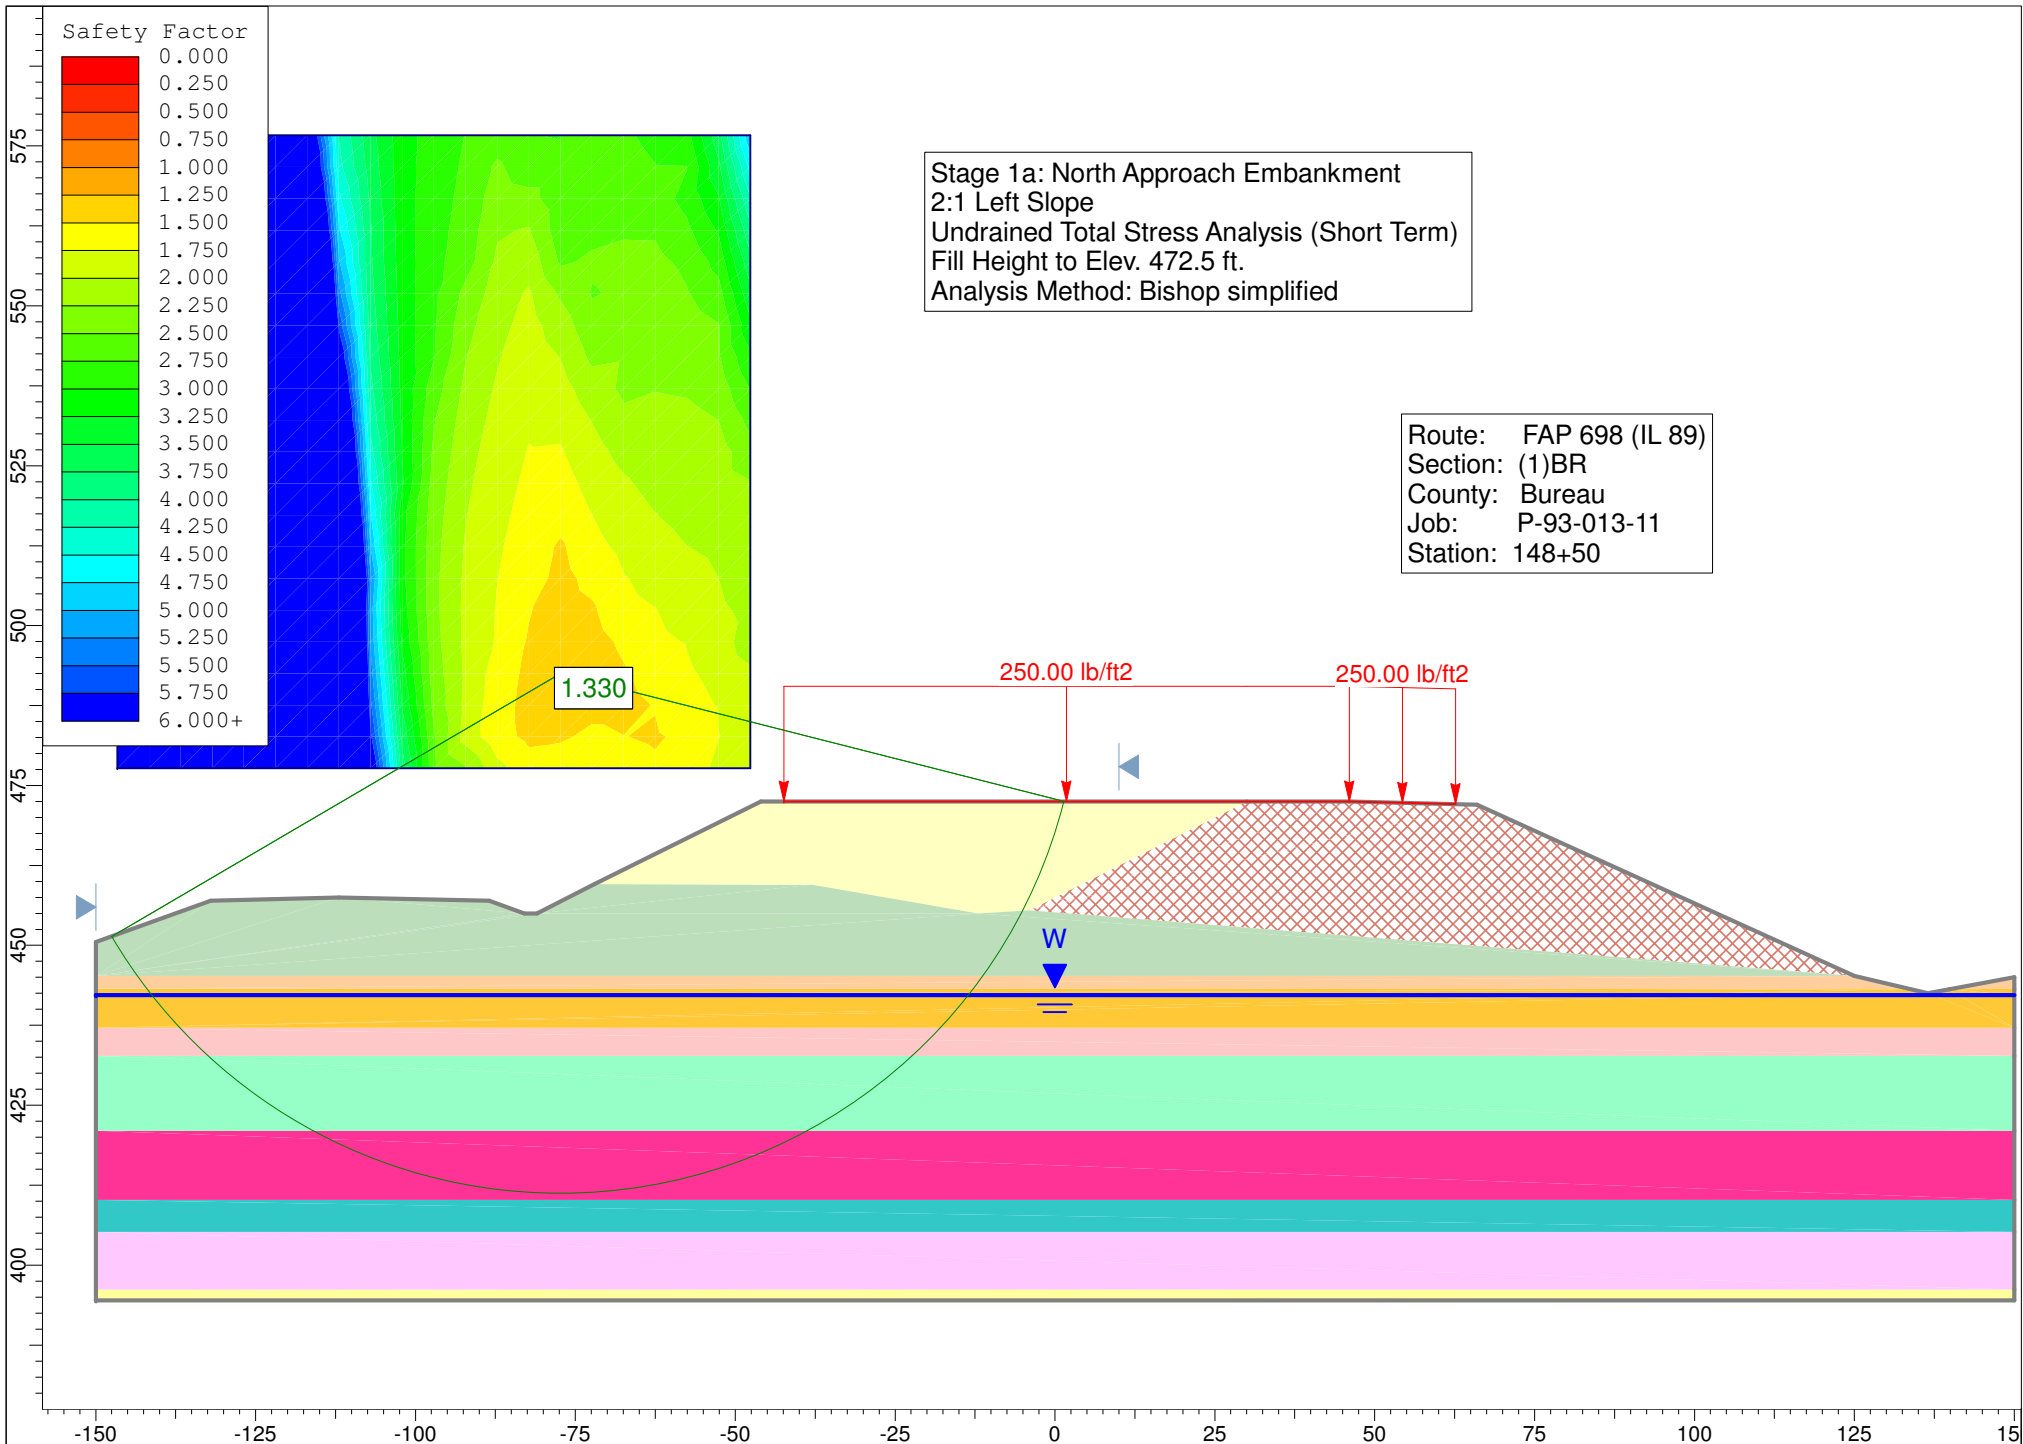 Safety Factor
0.000
0.250
0.500
0.750
1.000
1.250
1.500
1.750
2.000
2.250
2.500
2.750
3.000
3.250
3.500
3.750
4.000
4.250
4.500
4.750
5.000
5.250
5.500
5.750
6.000+
Stage 1a: North Approach Embankment
2:1 Left Slope
Undrained Total Stress Analysis (Short Term)
Fill Height to Elev. 472.5 ft.
Analysis Method: Bishop simplified
Route: FAP 698 (IL 89)
Section: (1)BR
County: Bureau
Job: P-93-013-11
Station: 148+50
1.330
250.00 lb/ft2 250.00 lb/ft2
W
575
550
525
500
475
450
425
400
-150 -125 -100 -75 -50 -25 0 25 50 75 100 125 15